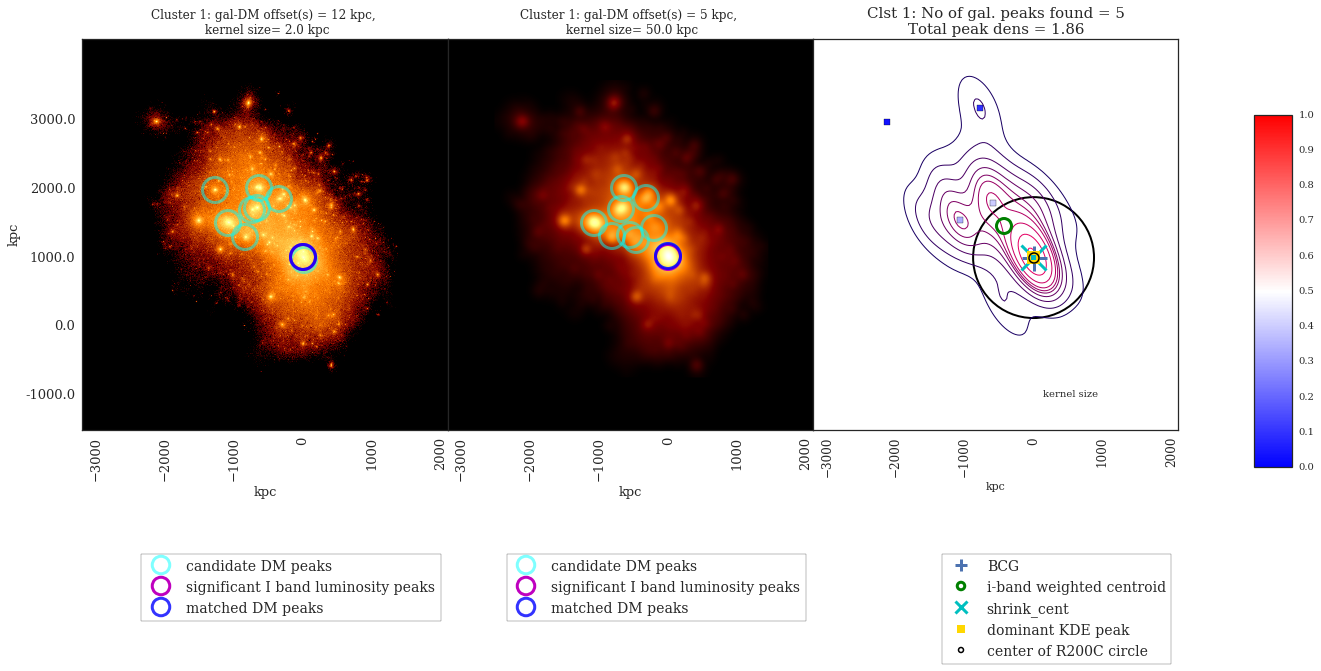 Cluster 1: gal-DM offset(s) = 12 kpc,
kernel size= 2.0 kpc
Cluster 1: gal-DM offset(s) = 5 kpc,
kernel size= 50.0 kpc
Clst 1: No of gal. peaks found = 5
Total peak dens = 1.86
kpc
3000.0
2000.0
1000.0
0.0
-1000.0
−3000
−2000
−1000
0
1000
2000
kpc
−3000
−2000
−1000
0
1000
2000
kpc
kernel size
−3000
−2000
−1000
0
1000
2000
kpc
1.0
0.9
0.8
0.7
0.6
0.5
0.4
0.3
0.2
0.1
0.0
candidate DM peaks
significant I band luminosity peaks
matched DM peaks
candidate DM peaks
significant I band luminosity peaks
matched DM peaks
BCG
i-band weighted centroid
shrink_cent
dominant KDE peak
center of R200C circle